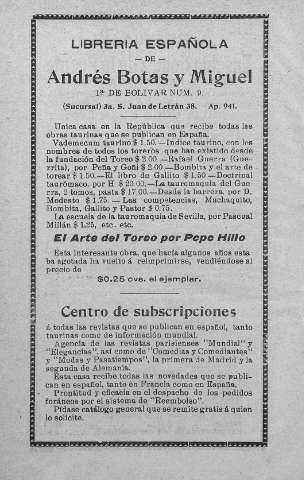 LIBRERIA ESPAÑOLA
— DE —
Andrés Botas y Miguel
1ª DE BOLIVAR NUM. 9.
(Sucursal) 3a. S. Juan de Letrán 38. Ap. 941.
Unica casa en la República que recibe todas las
obras taurinas que se publican en España.
Vademecum taurino $ 1.50.—Indice taurino, con los
nombres de todos los toreros que han existido desde
la fundación del Toreo $ 2.00.—Rafael Guerra (Gue-
rrita), por Peña y Goñi $ 2.00—Bombita y el arte de
torear $ 1.50.—El libro de Gallito $ 1.50—Doctrinal
taurómaco, por H $ 20.00.—La tauromaquia del Gue-
rra, 2 tomos, pasta $ 17.00—Desde la barrera, por D.
Modesto $ 1.75.—Las competencias, Machaquito,
Bombita, Gallito y Pastor $ 0.75.
La escuela de la tauromaquia de Sevilla, por Pascual
Millán $ 1.25, etc. etc.
El Arte del Toreo por Pepe Hillo
Esta interesante obra, que hacía algunos años esta
ba agotada ha vuelto á reimprimirse, vendiéndose al
precio de
$0.25 cvs. el ejemplar.
Centro de subscripciones
á todas las revistas que se publican en español, tanto
taurinas como de información mundial.
Agencia de las revistas parisienses "Mundial" y
"Elegancias", así como de "Comedias y Comediantes"
y "Modas y Pasatiempos", la primera de Madrid y la
segunda de Alemania.
Esta casa recibe todas las novedades que se publi-
can en español, tanto en Francia como en España.
Prontitud y eficacia en el despacho de los pedidos
foráneos por el sistema de "Reembolso".
Pídase catálogo general que se remite gratis á quien
lo solicite.